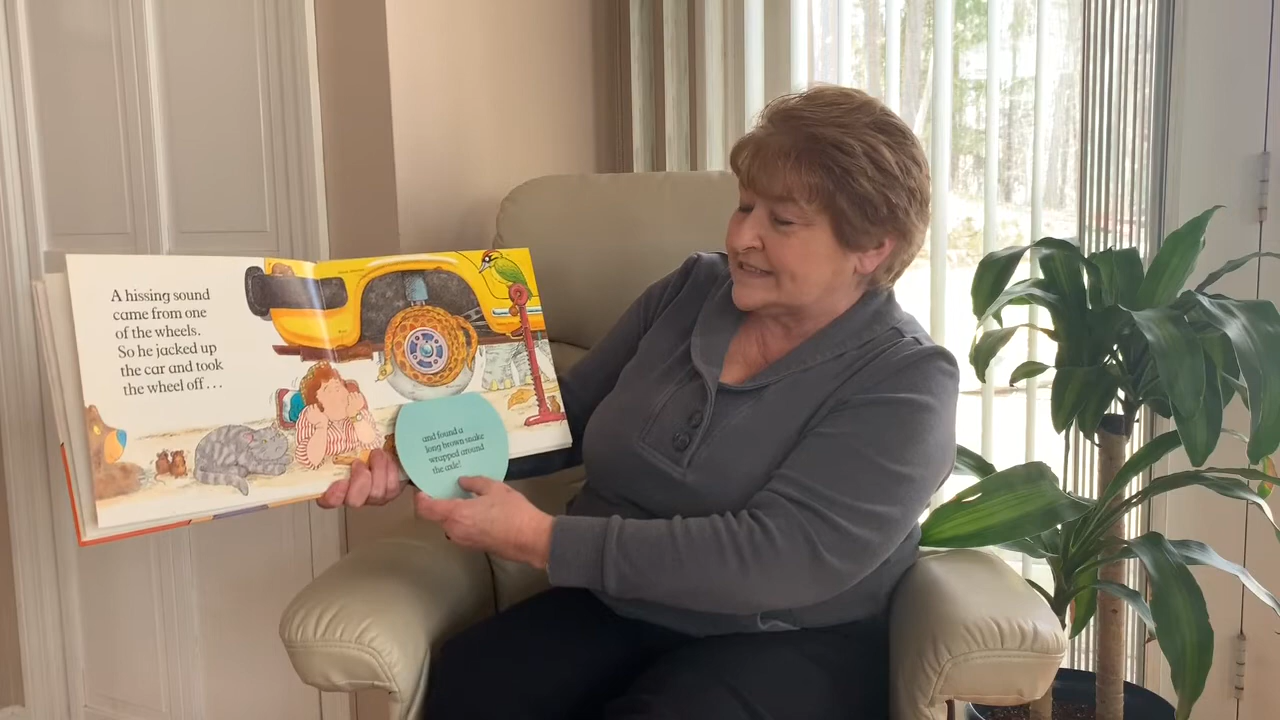 A hissing sound
came from one
of the wheels.
So he jacked up
the car and took
the wheel off...
and found a
long brown snake
wrapped around
the axle!